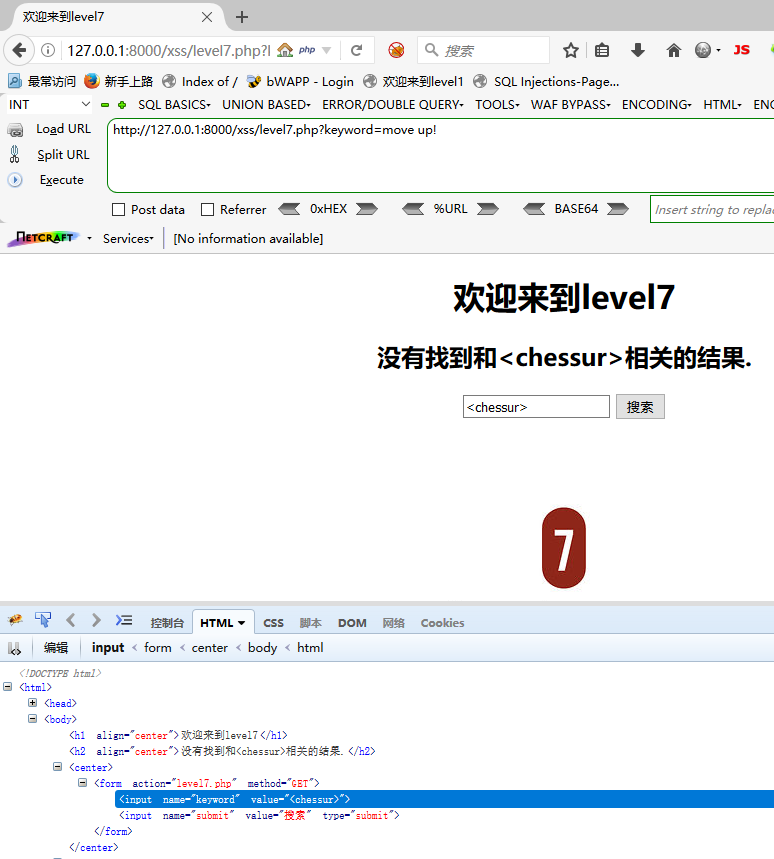 欢迎来到level7
127.0.0.1:8000/xss/level7.php?l
php
搜索
JS
最常访问 新手上路 Index of / bWAPP - Login 欢迎来到level1 SQL Injections-Page...
INT SQL BASICS UNION BASED ERROR/DOUBLE QUERY TOOLS WAF BYPASS ENCODING HTML ENC
Load URL
http://127.0.0.1:8000/xss/level7.php?keyword=move up!
Split URL
Execute
Post data Referrer 0xHEX %URL BASE64 Insert string to replac
NETCRAFT Services [No information available]
欢迎来到level7
没有找到和<chessur>相关的结果.
<chessur> 搜索
7
控制台 HTML CSS 脚本 DOM 网络 Cookies
编辑 input < form < center < body < html
<!DOCTYPE html>
<html>
<head>
<body>
<h1 align="center">欢迎来到level7</h1>
<h2 align="center">没有找到和<chessur>相关的结果.</h2>
<center>
<form action="level7.php" method="GET">
<input name="keyword" value="<chessur>">
<input name="submit" value="搜索" type="submit">
</form>
</center>